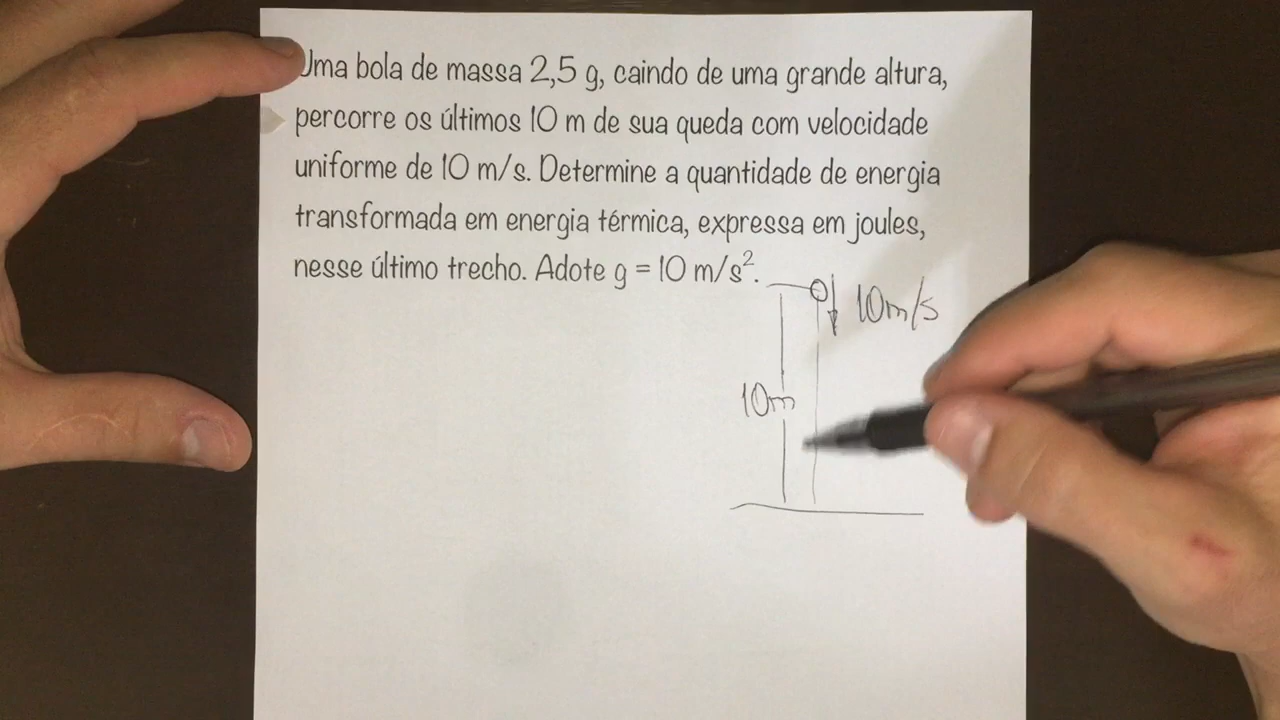 Uma bola de massa 2,5 g, caindo de uma grande altura,
percorre os últimos 10 m de sua queda com velocidade
uniforme de 10 m/s. Determine a quantidade de energia
transformada em energia térmica, expressa em joules,
nesse último trecho. Adote g = 10 m/s².
10m/s
10m